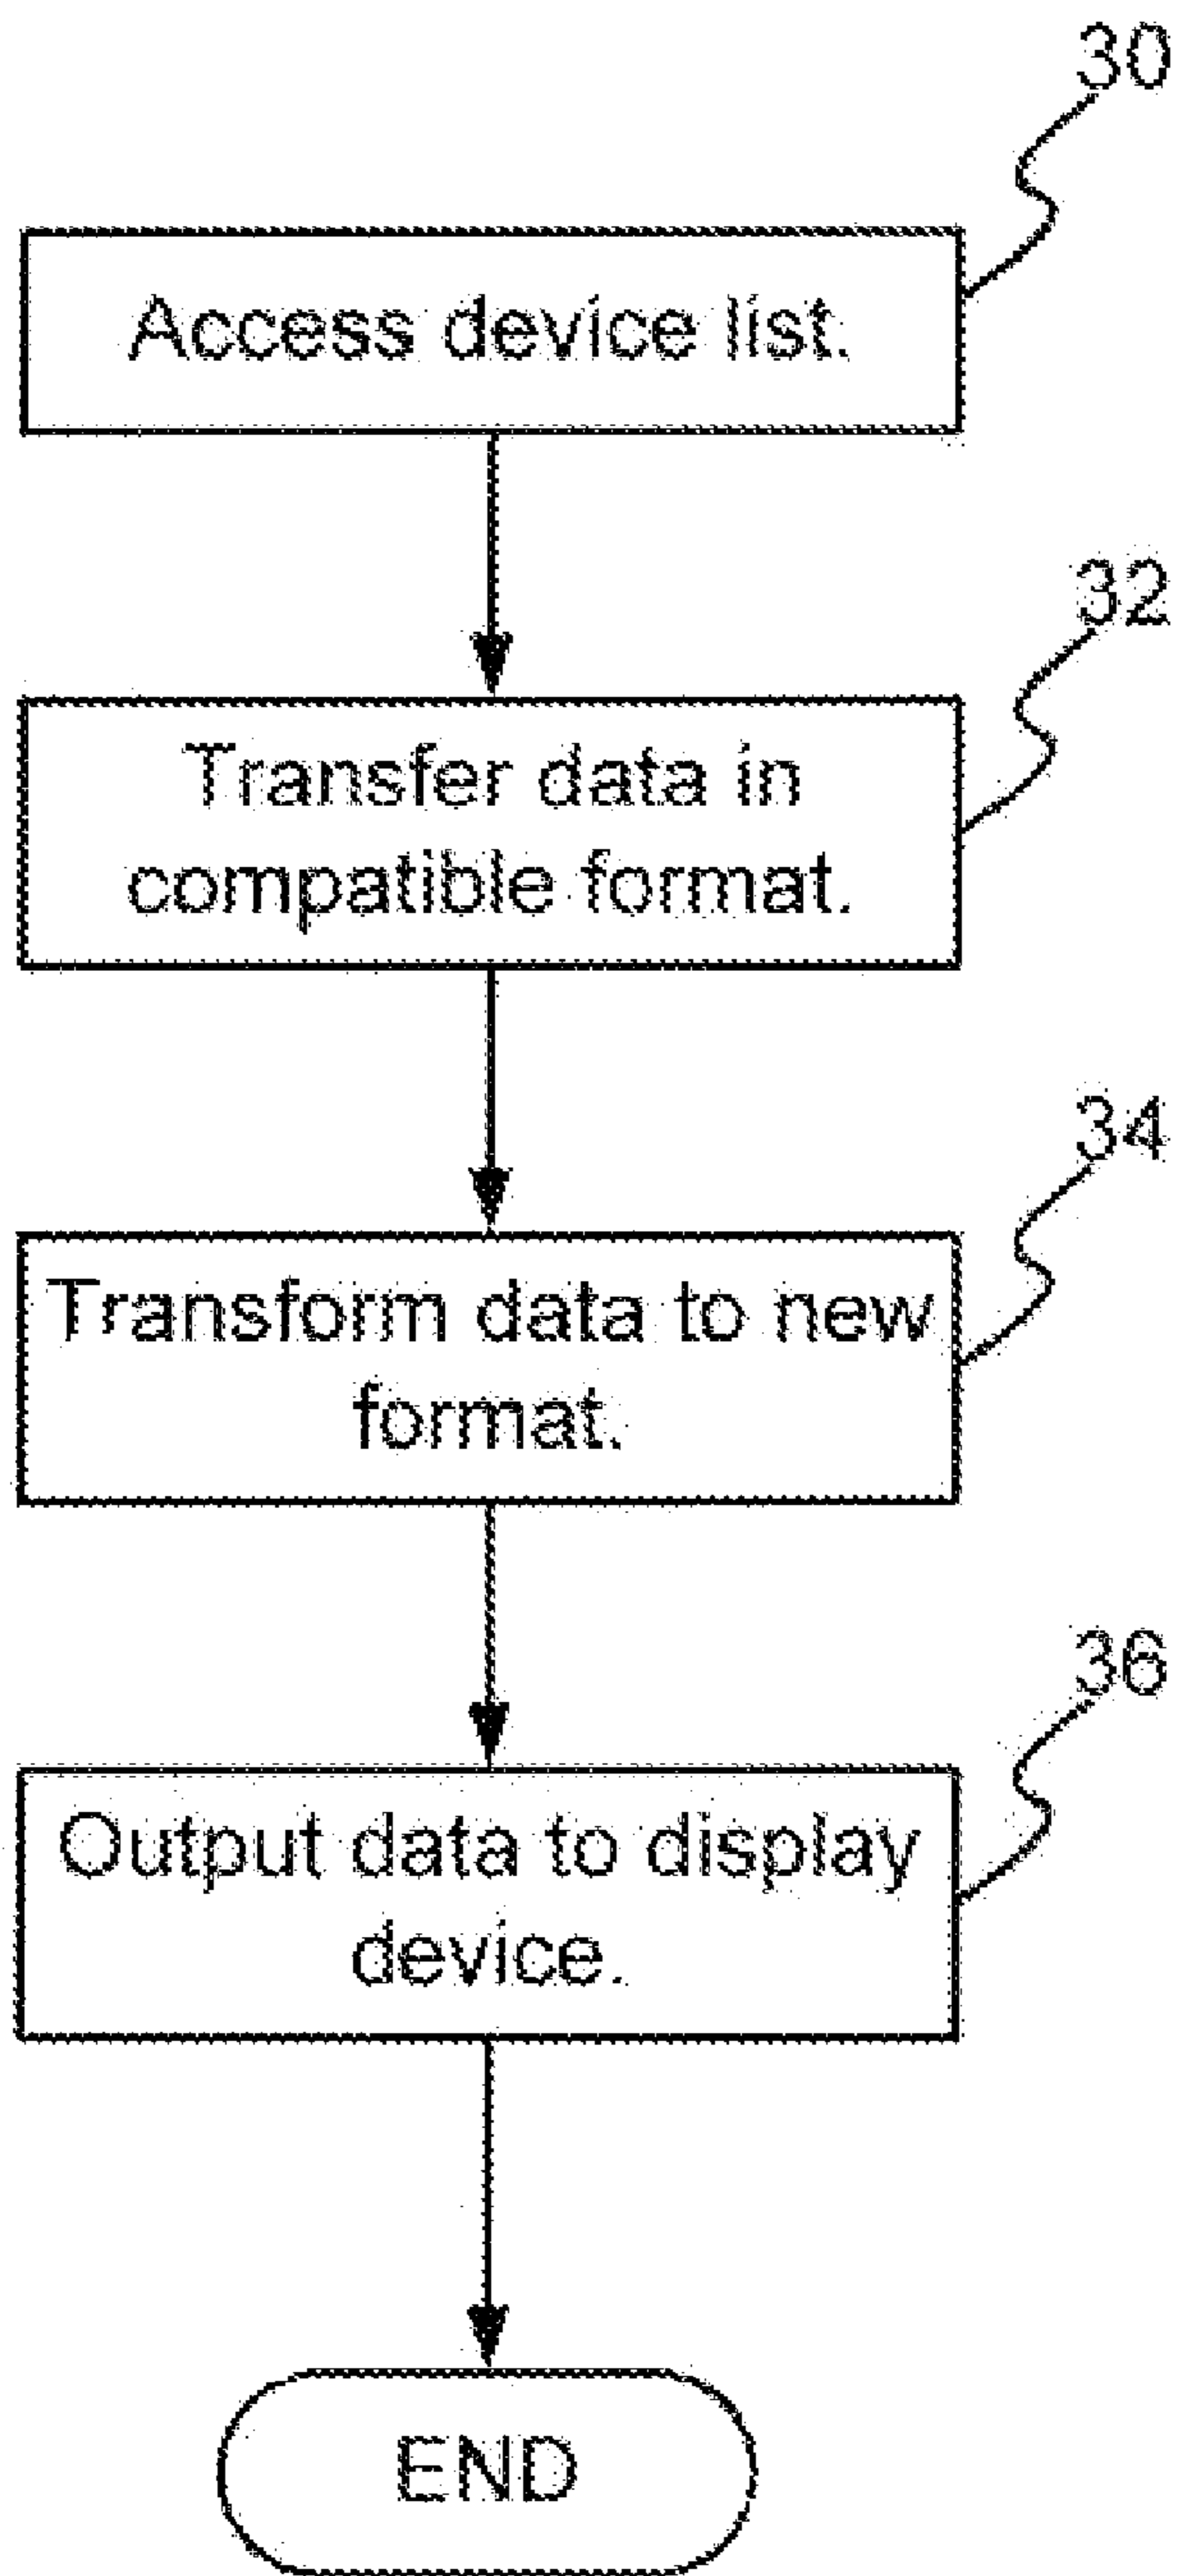 30
Access device list.
32
Transfer data in
compatible format.
34
Transform data to new
format.
36
Output data to display
device.
END